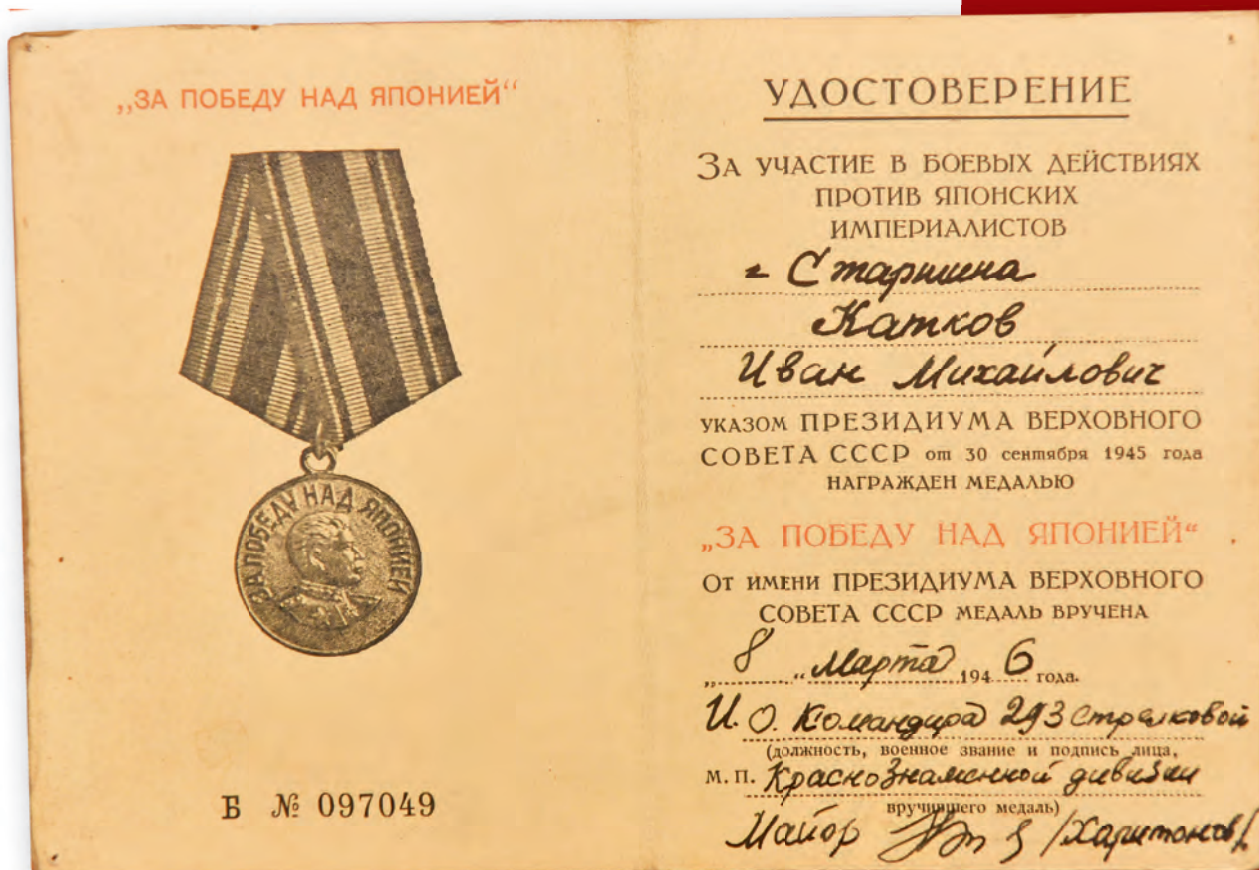 „ЗА ПОБЕДУ НАД ЯПОНИЕЙ“
ЗА ПОБЕДУ НАД ЯПОНИЕЙ
Б № 097049
УДОСТОВЕРЕНИЕ
ЗА УЧАСТИЕ В БОЕВЫХ ДЕЙСТВИЯХ
ПРОТИВ ЯПОНСКИХ
ИМПЕРИАЛИСТОВ
Старшина
Катков
Иван Михайлович
УКАЗОМ ПРЕЗИДИУМА ВЕРХОВНОГО
СОВЕТА СССР от 30 сентября 1945 года
НАГРАЖДЕН МЕДАЛЬЮ
„ЗА ПОБЕДУ НАД ЯПОНИЕЙ“
ОТ ИМЕНИ ПРЕЗИДИУМА ВЕРХОВНОГО
СОВЕТА СССР МЕДАЛЬ ВРУЧЕНА
„8“ Марта 1946 года.
И. О. Командира 293 стрелковой
(должность, военное звание и подпись лица,
М. П. Краснознаменной дивизии
вручившего медаль)
Майор /Харитонов/